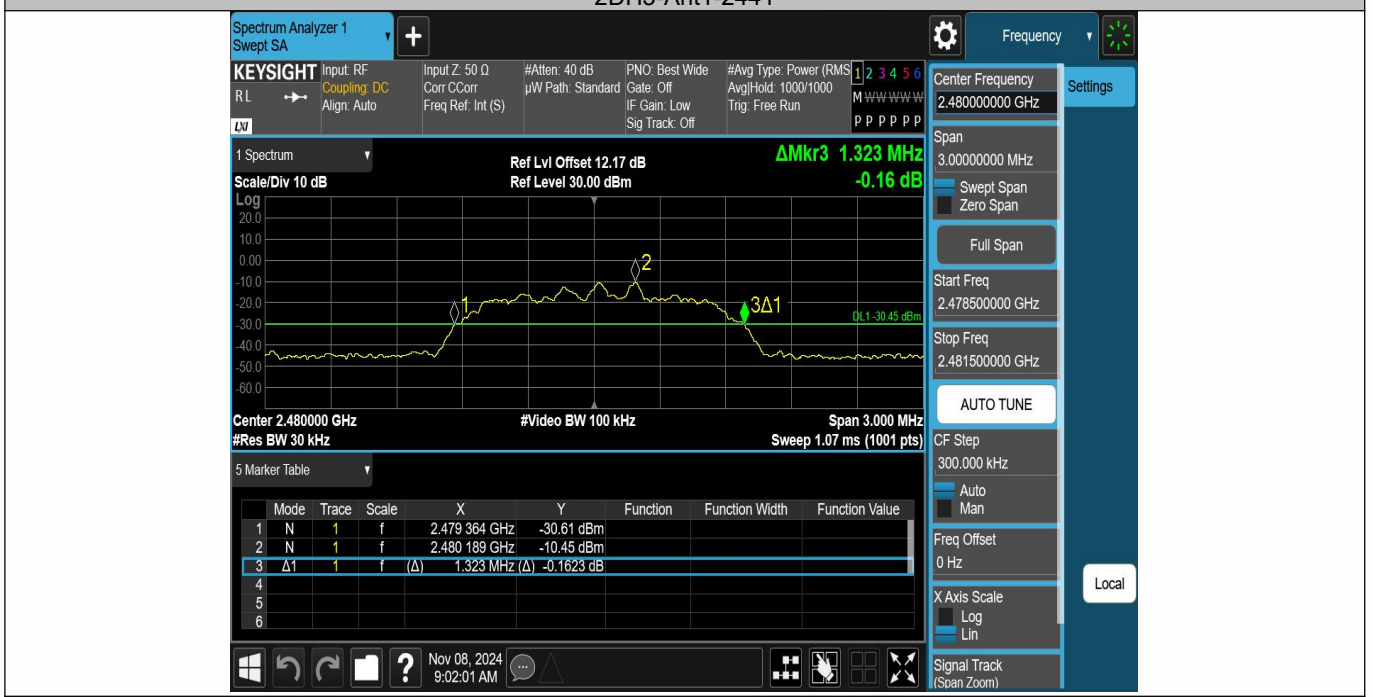 2DH5-Ant1-2441
Spectrum Analyzer 1
Swept SA
+
Frequency
KEYSIGHT
RL
LXI
Input: RF
Coupling: DC
Align: Auto
Input Z: 50 Ω
Corr CCorr
Freq Ref: Int (S)
#Atten: 40 dB
µW Path: Standard
PNO: Best Wide
Gate: Off
IF Gain: Low
Sig Track: Off
#Avg Type: Power (RMS
Avg|Hold: 1000/1000
Trig: Free Run
1 2 3 4 5 6
M W W W W W
P P P P P P
1 Spectrum
Scale/Div 10 dB
Ref Lvl Offset 12.17 dB
Ref Level 30.00 dBm
ΔMkr3 1.323 MHz
-0.16 dB
Log
20.0
10.0
0.00
-10.0
-20.0
-30.0
-40.0
-50.0
-60.0
1
2
3Δ1
DL1 -30.45 dBm
Center 2.480000 GHz
#Res BW 30 kHz
#Video BW 100 kHz
Span 3.000 MHz
Sweep 1.07 ms (1001 pts)
5 Marker Table
Mode Trace Scale X Y Function Function Width Function Value
1 N 1 f 2.479 364 GHz -30.61 dBm
2 N 1 f 2.480 189 GHz -10.45 dBm
3 Δ1 1 f (Δ) 1.323 MHz (Δ) -0.1623 dB
4
5
6
?
Nov 08, 2024
9:02:01 AM
Center Frequency
2.480000000 GHz
Span
3.00000000 MHz
Swept Span
Zero Span
Full Span
Start Freq
2.478500000 GHz
Stop Freq
2.481500000 GHz
AUTO TUNE
CF Step
300.000 kHz
Auto
Man
Freq Offset
0 Hz
X Axis Scale
Log
Lin
Signal Track
(Span Zoom)
Settings
Local